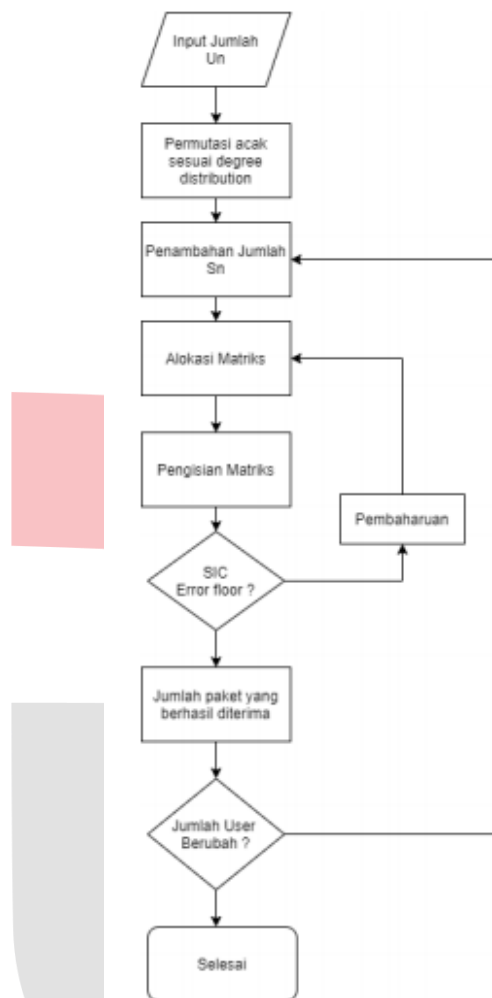 Input Jumlah
Un
Permutasi acak
sesuai degree
distribution
Penambahan Jumlah
Sn
Alokasi Matriks
Pengisian Matriks
Pembaharuan
SIC
Error floor ?
Jumlah paket yang
berhasil diterima
Jumlah User
Berubah ?
Selesai